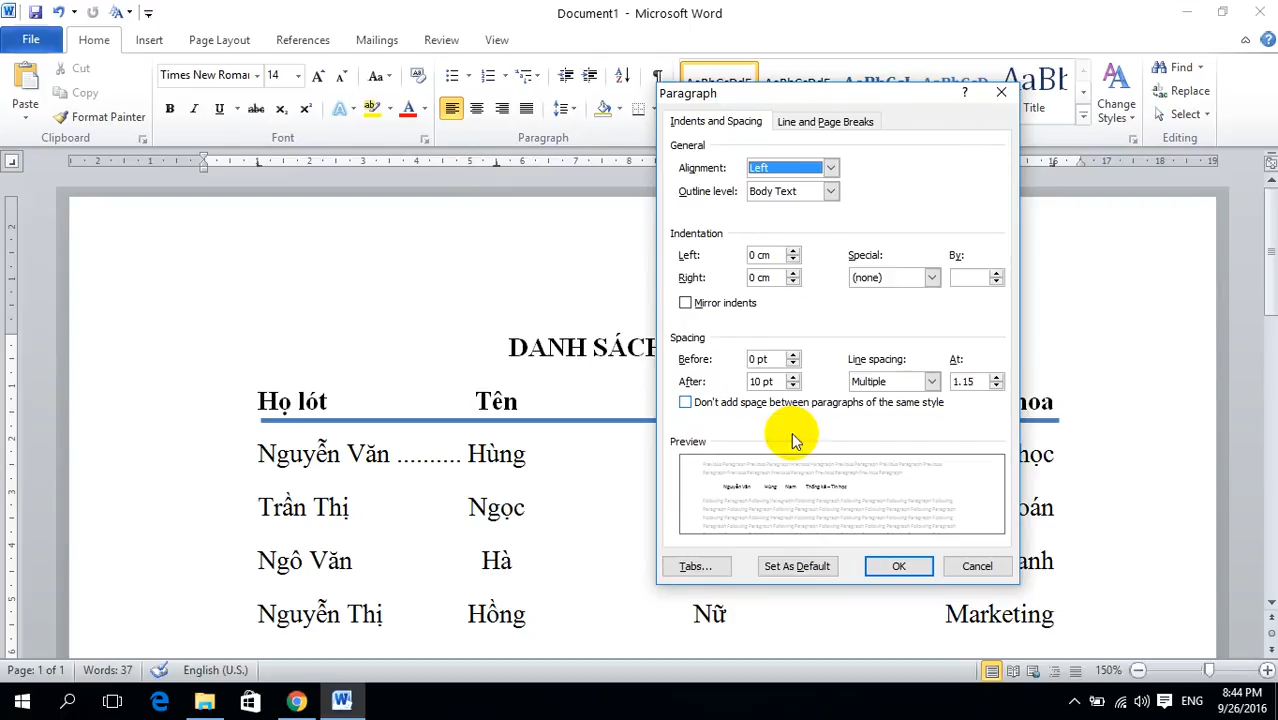 Document1 - Microsoft Word
File Home Insert Page Layout References Mailings Review View
Paste
Cut
Copy
Format Painter
Clipboard
Times New Roman 14
Font
Paragraph
Title
Change Styles
Find
Replace
Select
Editing
Paragraph
Indents and Spacing
Line and Page Breaks
General
Alignment: Left
Outline level: Body Text
Indentation
Left: 0 cm Special: By:
Right: 0 cm (none)
Mirror indents
Spacing
Before: 0 pt Line spacing: At:
After: 10 pt Multiple 1.15
Don't add space between paragraphs of the same style
Preview
Tabs... Set As Default OK Cancel
DANH SÁCH
Họ lót Tên hoa
Nguyễn Văn .......... Hùng học
Trần Thị Ngọc oán
Ngô Văn Hà anh
Nguyễn Thị Hồng Nữ Marketing
Page: 1 of 1 Words: 37 English (U.S.) 150%
ENG 8:44 PM
9/26/2016